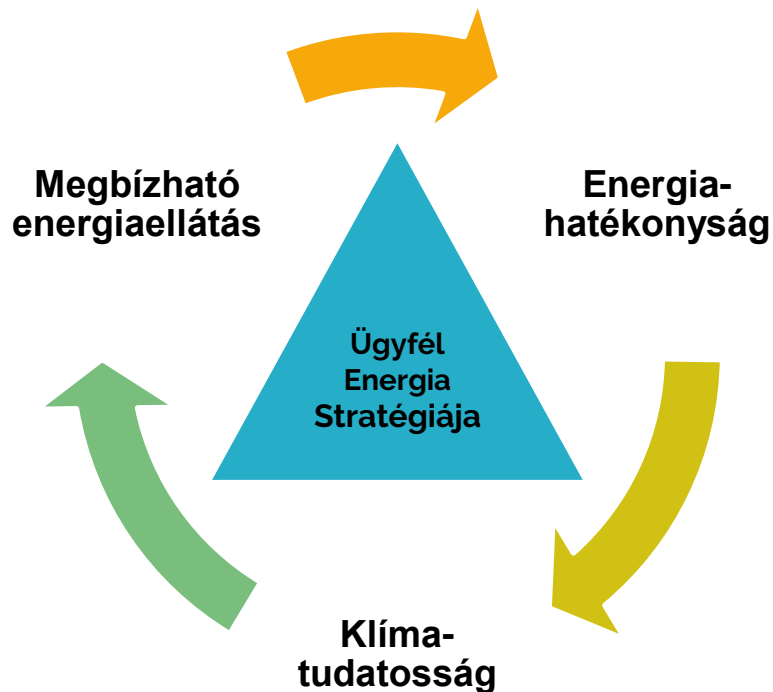 Megbízható
energiaellátás
Energia-
hatékonyság
Ügyfél
Energia
Stratégiája
Klíma-
tudatosság